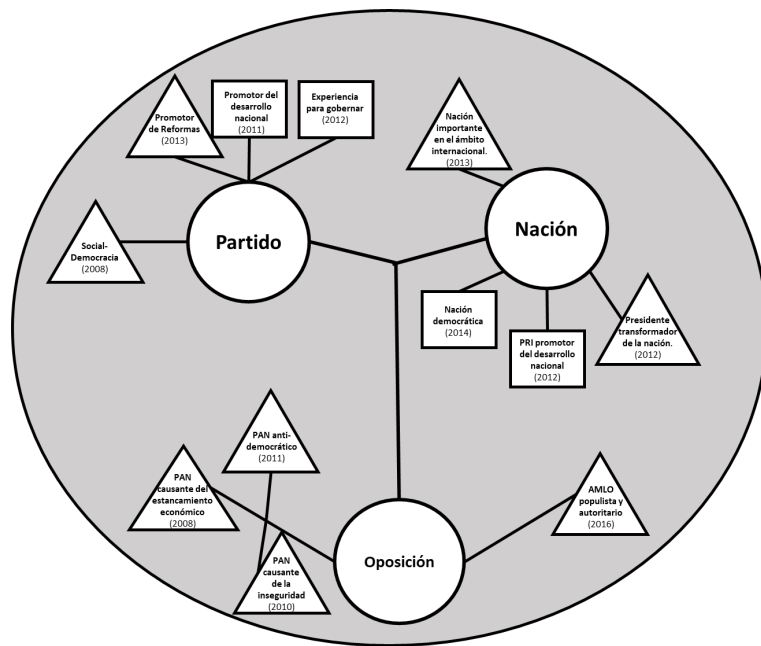 Promotor
de Reformas
(2013)
Promotor del
desarrollo
nacional
(2011)
Experiencia
para gobernar
(2012)
Nación
importante
en el ámbito
internacional.
(2013)
Partido
Nación
Social-
Democracia
(2008)
Nación
democrática
(2014)
PRI promotor
del desarrollo
nacional
(2012)
Presidente
transformador
de la nación.
(2012)
PAN anti-
democrático
(2011)
PAN
causante del
estancamiento
económico
(2008)
AMLO
populista y
autoritario
(2016)
Oposición
PAN
causante
de la
inseguridad
(2010)